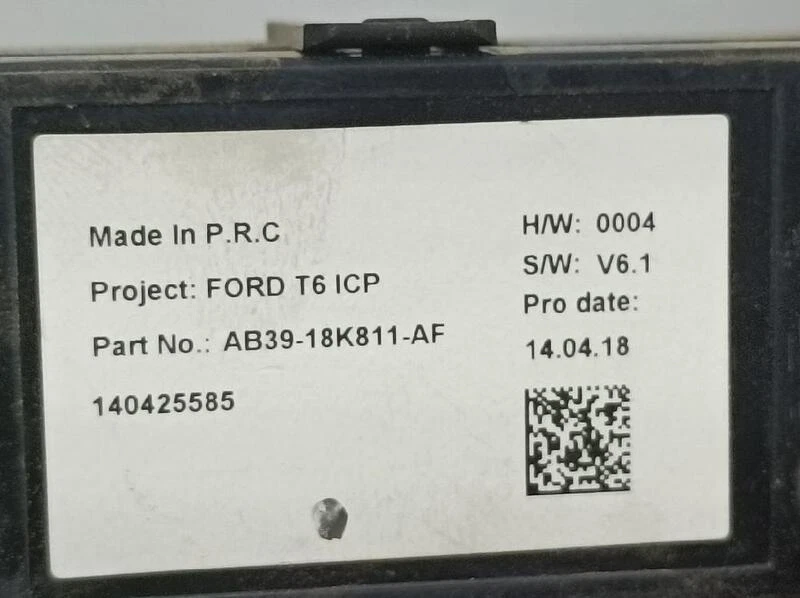 Made In P.R.C
Project: FORD T6 ICP
Part No.: AB39-18K811-AF
140425585
H/W: 0004
S/W: V6.1
Pro date:
14.04.18